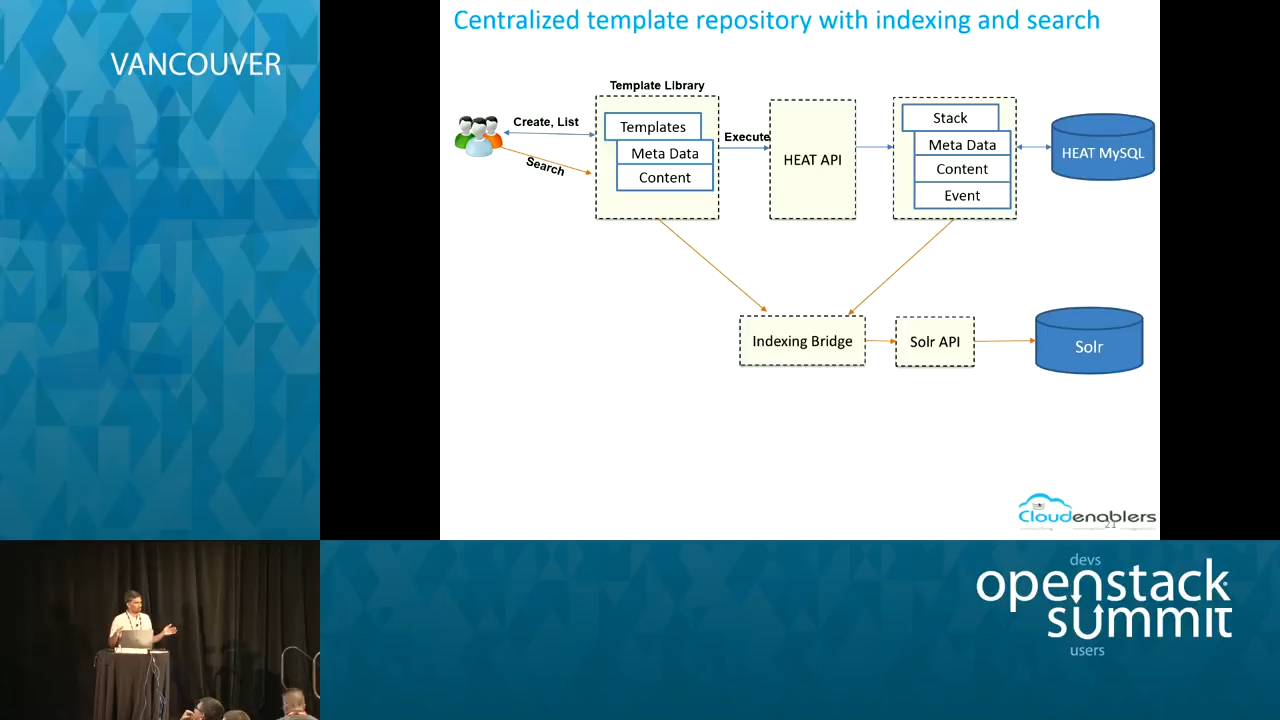 VANCOUVER
Centralized template repository with indexing and search
Template Library
Create, List
Search
Templates
Meta Data
Content
Execute
HEAT API
Stack
Meta Data
Content
Event
HEAT MySQL
Indexing Bridge
Solr API
Solr
Cloudenablers
21
devs
openstack
summit
users